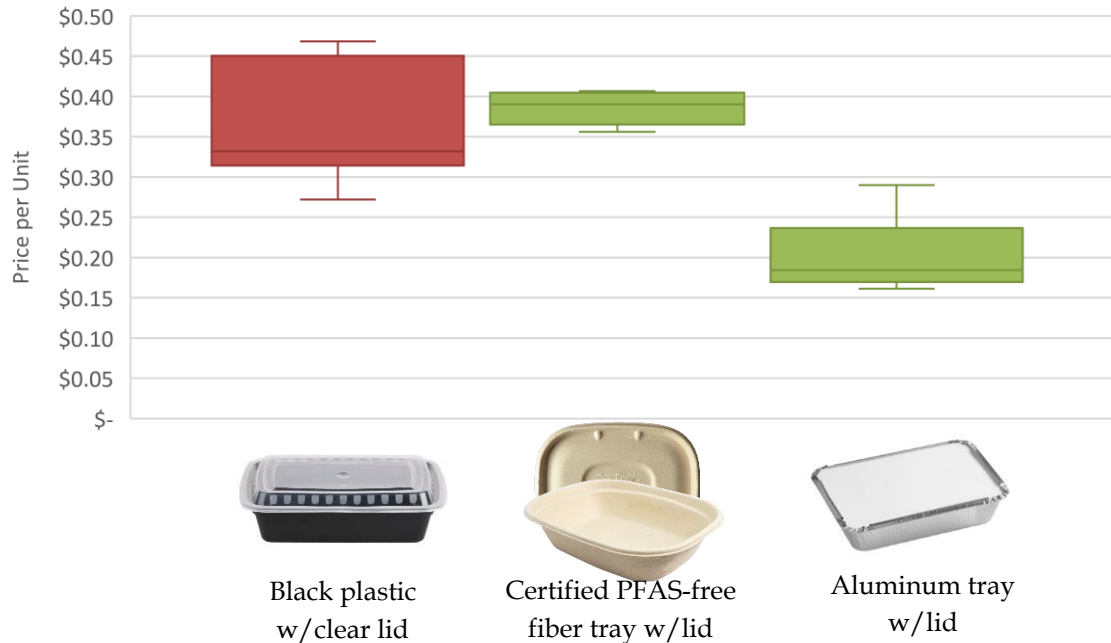 $0.50
$0.45
$0.40
$0.35
$0.30
$0.25
$0.20
$0.15
$0.10
$0.05
$-
Price per Unit
Black plastic
w/clear lid
Certified PFAS-free
fiber tray w/lid
Aluminum tray
w/lid